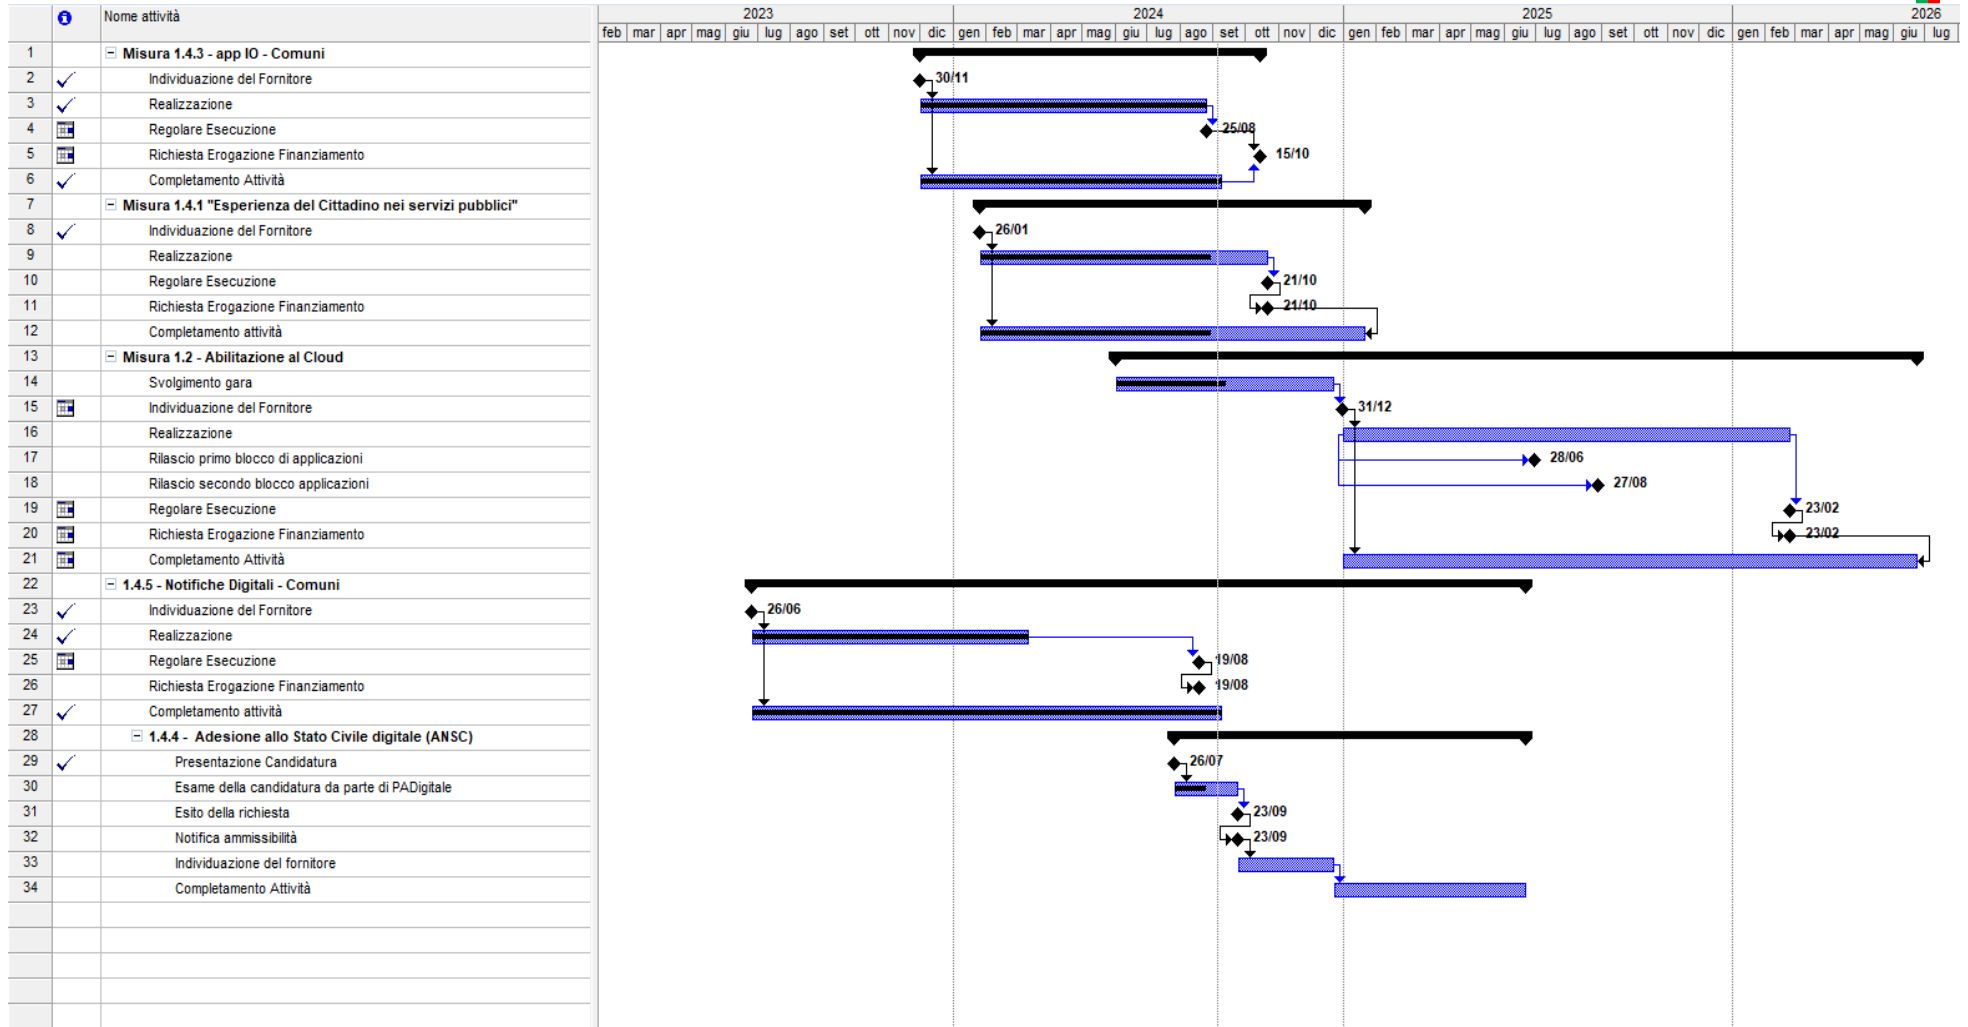 Nome attività
2023 2024 2025 2026
feb mar apr mag giu lug ago set ott nov dic gen feb mar apr mag giu lug ago set ott nov dic gen feb mar apr mag giu lug ago set ott nov dic gen feb mar apr mag giu lug
1 Misura 1.4.3 - app IO - Comuni
2 Individuazione del Fornitore 30/11
3 Realizzazione
4 Regolare Esecuzione 25/08
5 Richiesta Erogazione Finanziamento 15/10
6 Completamento Attività
7 Misura 1.4.1 "Esperienza del Cittadino nei servizi pubblici"
8 Individuazione del Fornitore 26/01
9 Realizzazione
10 Regolare Esecuzione 21/10
11 Richiesta Erogazione Finanziamento 21/10
12 Completamento attività
13 Misura 1.2 - Abilitazione al Cloud
14 Svolgimento gara
15 Individuazione del Fornitore 31/12
16 Realizzazione
17 Rilascio primo blocco di applicazioni 28/06
18 Rilascio secondo blocco applicazioni 27/08
19 Regolare Esecuzione 23/02
20 Richiesta Erogazione Finanziamento 23/02
21 Completamento Attività
22 1.4.5 - Notifiche Digitali - Comuni
23 Individuazione del Fornitore 26/06
24 Realizzazione
25 Regolare Esecuzione 19/08
26 Richiesta Erogazione Finanziamento 19/08
27 Completamento attività
28 1.4.4 - Adesione allo Stato Civile digitale (ANSC)
29 Presentazione Candidatura 26/07
30 Esame della candidatura da parte di PADigitale
31 Esito della richiesta 23/09
32 Notifica ammissibilità 23/09
33 Individuazione del fornitore
34 Completamento Attività